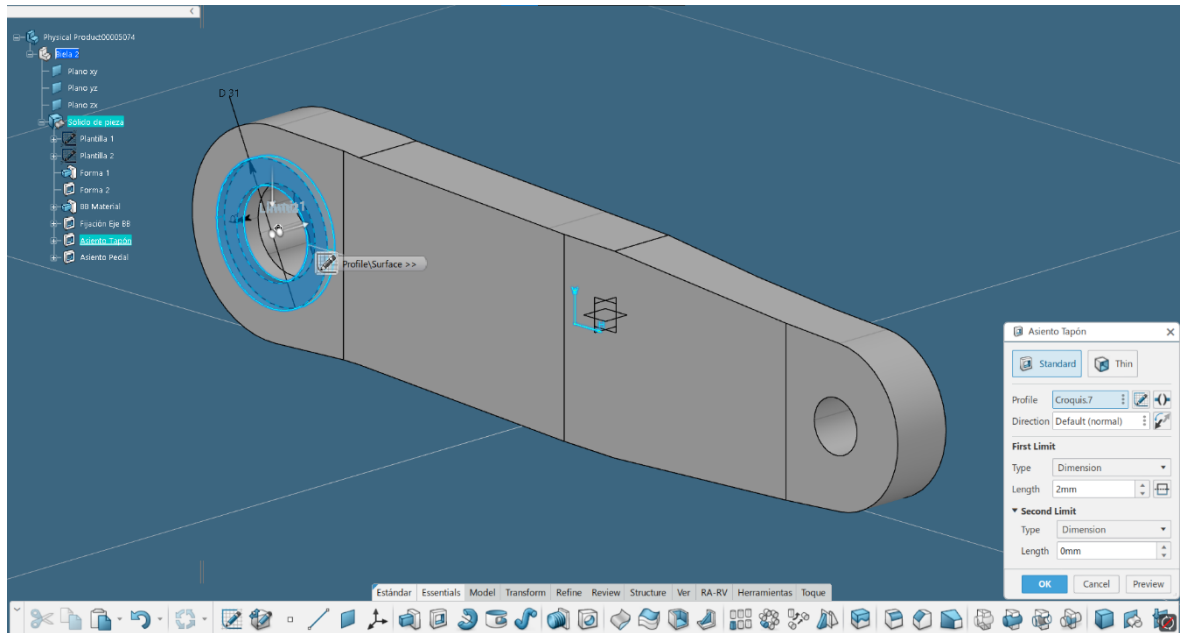 Physical Product00005074
Biela 2
Plano xy
Plano yz
Plano zx
Sólido de pieza
Plantilla 1
Plantilla 2
Forma 1
Forma 2
BB Material
Fijación Eje BB
Asiento Tapón
Asiento Pedal
D 31
Profile\Surface >>
Asiento Tapón
Standard
Thin
Profile
Croquis.7
Direction
Default (normal)
First Limit
Type
Dimension
Length
2mm
Second Limit
Type
Dimension
Length
0mm
OK
Cancel
Preview
Estándar Essentials Model Transform Refine Review Structure Ver RA-RV Herramientas Toque